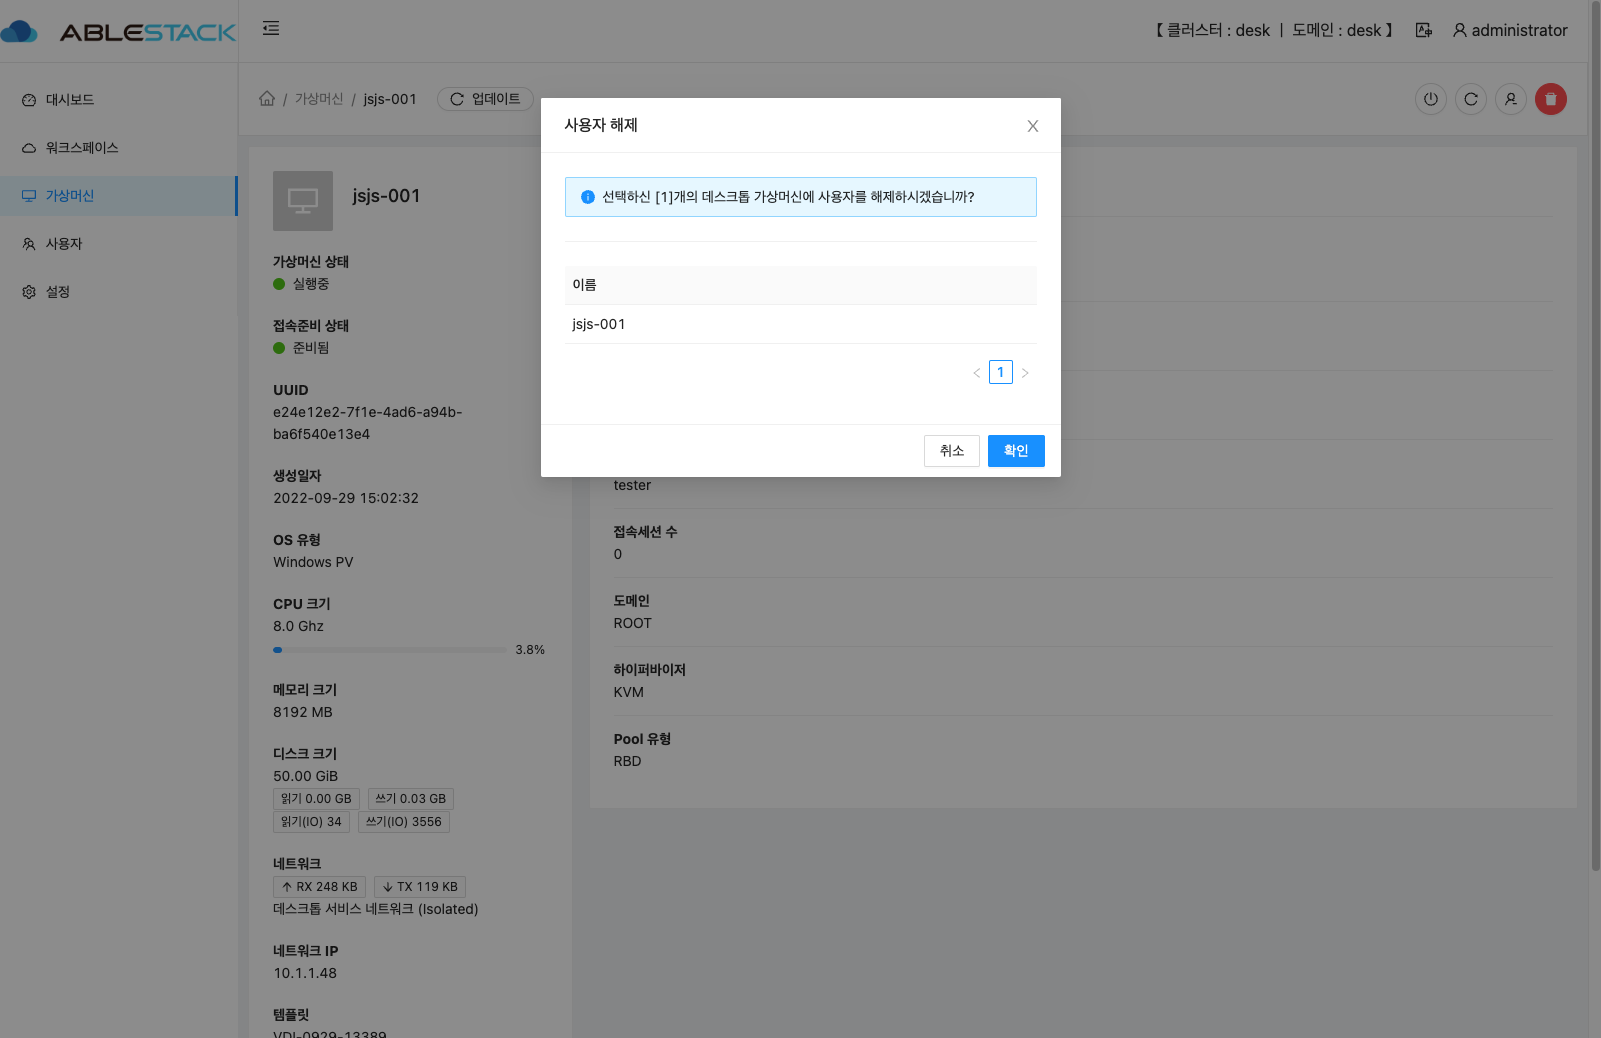 ABLESTACK
【 클러스터 : desk | 도메인 : desk 】
administrator
대시보드
워크스페이스
가상머신
사용자
설정
/ 가상머신 / jsjs-001
업데이트
jsjs-001
가상머신 상태
실행중
접속준비 상태
준비됨
UUID
e24e12e2-7f1e-4ad6-a94b-
ba6f540e13e4
생성일자
2022-09-29 15:02:32
OS 유형
Windows PV
CPU 크기
8.0 Ghz
3.8%
메모리 크기
8192 MB
디스크 크기
50.00 GiB
읽기 0.00 GB 쓰기 0.03 GB
읽기(IO) 34 쓰기(IO) 3556
네트워크
RX 248 KB TX 119 KB
데스크톱 서비스 네트워크 (Isolated)
네트워크 IP
10.1.1.48
템플릿
VDI-0929-13389
사용자 해제
선택하신 [1]개의 데스크톱 가상머신에 사용자를 해제하시겠습니까?
이름
jsjs-001
1
취소 확인
tester
접속세션 수
0
도메인
ROOT
하이퍼바이저
KVM
Pool 유형
RBD